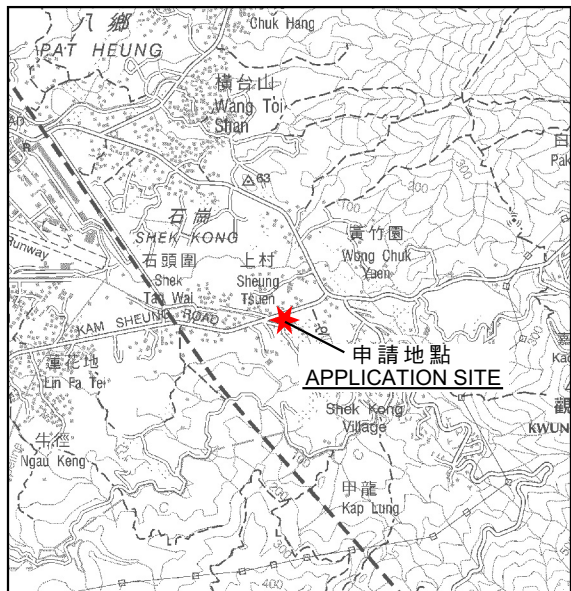 八鄉
PAT HEUNG
Chuk Hang
橫台山
Wang Toi
Shan
63
100
200
300
石崗
SHEK KONG
Runway
石頭圍
Shek
Tau Wai
上村
Sheung
Tsuen
黃竹園
Wong Chuk
Yuen
KAM SHEUNG ROAD
申請地點
APPLICATION SITE
蓮花地
Lin Fa Tei
Shek Kong
Village
觀
KWUN
牛徑
Ngau Keng
甲龍
Kap Lung
400